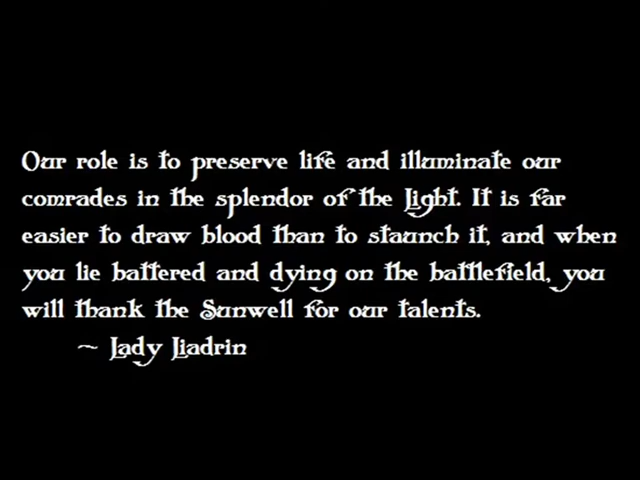 Our role is to preserve life and illuminate our
comrades in the splendor of the Light. It is far
easier to draw blood than to staunch it, and when
you lie battered and dying on the battlefield, you
will thank the Sunwell for our talents.
~ Lady Liadrin